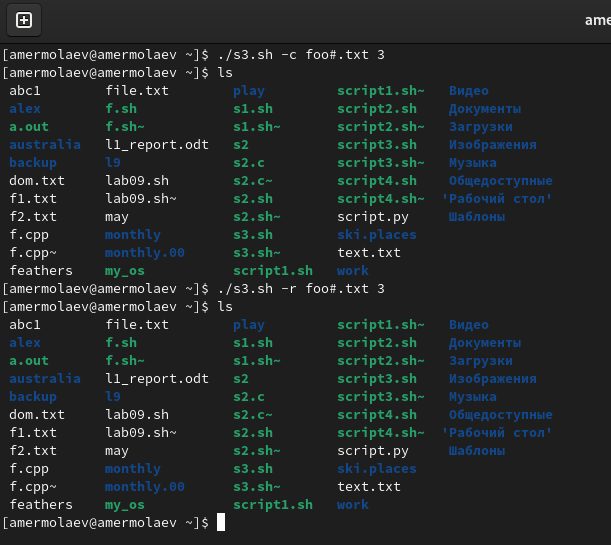 ame
[amermolaev@amermolaev ~]$ ./s3.sh -c foo#.txt 3
[amermolaev@amermolaev ~]$ ls
abc1 file.txt play script1.sh~ Видео
alex f.sh s1.sh script2.sh Документы
a.out f.sh~ s1.sh~ script2.sh~ Загрузки
australia l1_report.odt s2 script3.sh Изображения
backup l9 s2.c script3.sh~ Музыка
dom.txt lab09.sh s2.c~ script4.sh Общедоступные
f1.txt lab09.sh~ s2.sh script4.sh~ 'Рабочий стол'
f2.txt may s2.sh~ script.py Шаблоны
f.cpp monthly s3.sh ski.places
f.cpp~ monthly.00 s3.sh~ text.txt
feathers my_os script1.sh work
[amermolaev@amermolaev ~]$ ./s3.sh -r foo#.txt 3
[amermolaev@amermolaev ~]$ ls
abc1 file.txt play script1.sh~ Видео
alex f.sh s1.sh script2.sh Документы
a.out f.sh~ s1.sh~ script2.sh~ Загрузки
australia l1_report.odt s2 script3.sh Изображения
backup l9 s2.c script3.sh~ Музыка
dom.txt lab09.sh s2.c~ script4.sh Общедоступные
f1.txt lab09.sh~ s2.sh script4.sh~ 'Рабочий стол'
f2.txt may s2.sh~ script.py Шаблоны
f.cpp monthly s3.sh ski.places
f.cpp~ monthly.00 s3.sh~ text.txt
feathers my_os script1.sh work
[amermolaev@amermolaev ~]$